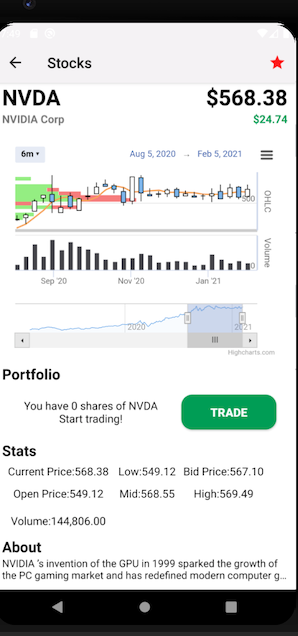 Stocks
NVDA $568.38
NVIDIA Corp $24.74
6m ▾ Aug 5, 2020 → Feb 5, 2021
500
OHLC
Volume
0
Sep '20 Nov '20 Jan '21
2020 2021
Highcharts.com
Portfolio
You have 0 shares of NVDA
Start trading!
TRADE
Stats
Current Price:568.38 Low:549.12 Bid Price:567.10
Open Price:549.12 Mid:568.55 High:569.49
Volume:144,806.00
About
NVIDIA 's invention of the GPU in 1999 sparked the growth of
the PC gaming market and has redefined modern computer g...